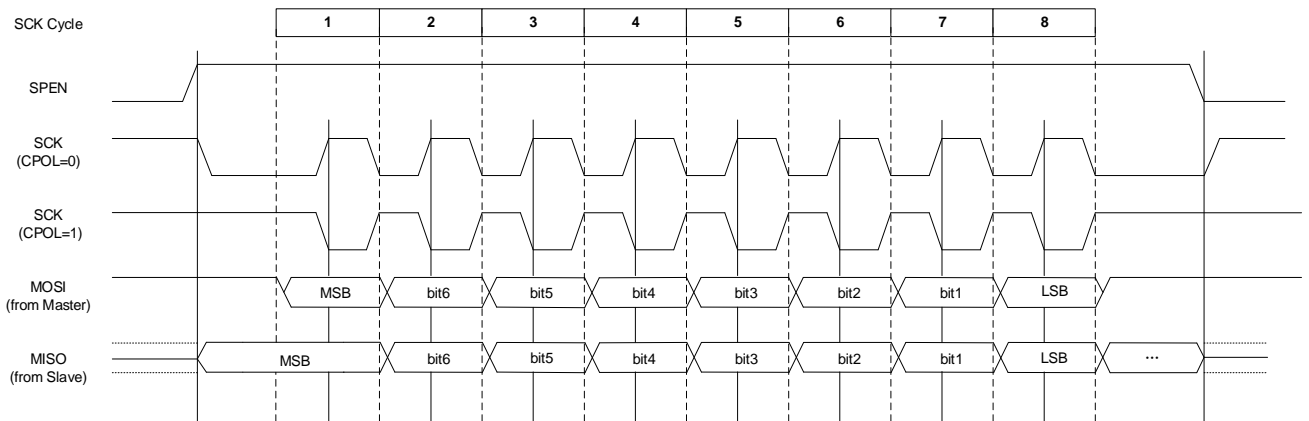 SCK Cycle 1 2 3 4 5 6 7 8
SPEN
SCK
(CPOL=0)
SCK
(CPOL=1)
MOSI
(from Master)
MSB bit6 bit5 bit4 bit3 bit2 bit1 LSB
MISO
(from Slave)
MSB bit6 bit5 bit4 bit3 bit2 bit1 LSB ...